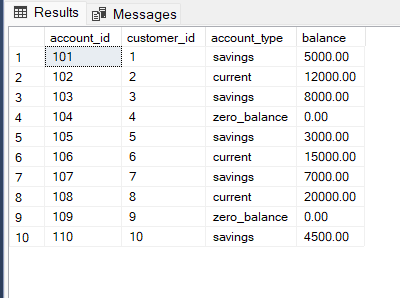 Results Messages
account_id customer_id account_type balance
1 101 1 savings 5000.00
2 102 2 current 12000.00
3 103 3 savings 8000.00
4 104 4 zero_balance 0.00
5 105 5 savings 3000.00
6 106 6 current 15000.00
7 107 7 savings 7000.00
8 108 8 current 20000.00
9 109 9 zero_balance 0.00
10 110 10 savings 4500.00